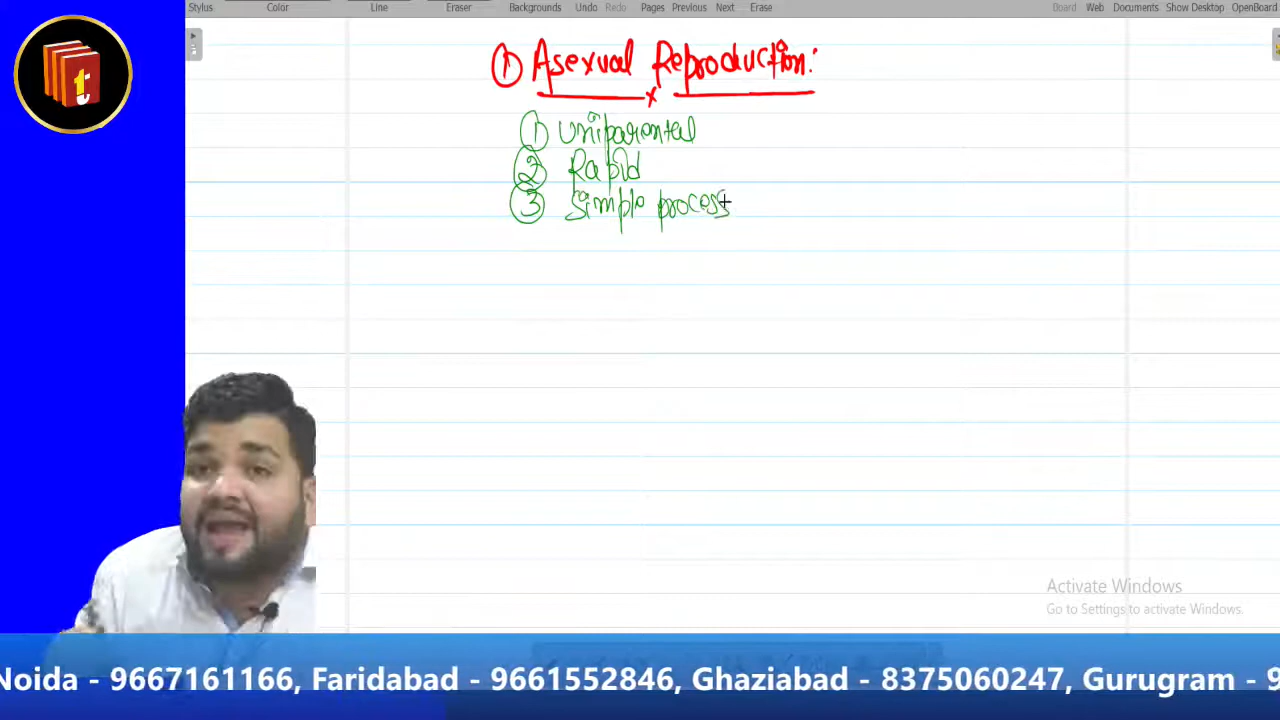 Stylus Color Line Eraser Backgrounds Undo Redo Pages Previous Next Erase Board Web Documents Show Desktop OpenBoard
t
① Asexual Reproduction:
① Uniparental
② Rapid
③ Simple process
Activate Windows
Go to Settings to activate Windows.
Noida - 9667161166, Faridabad - 9661552846, Ghaziabad - 8375060247, Gurugram - 9